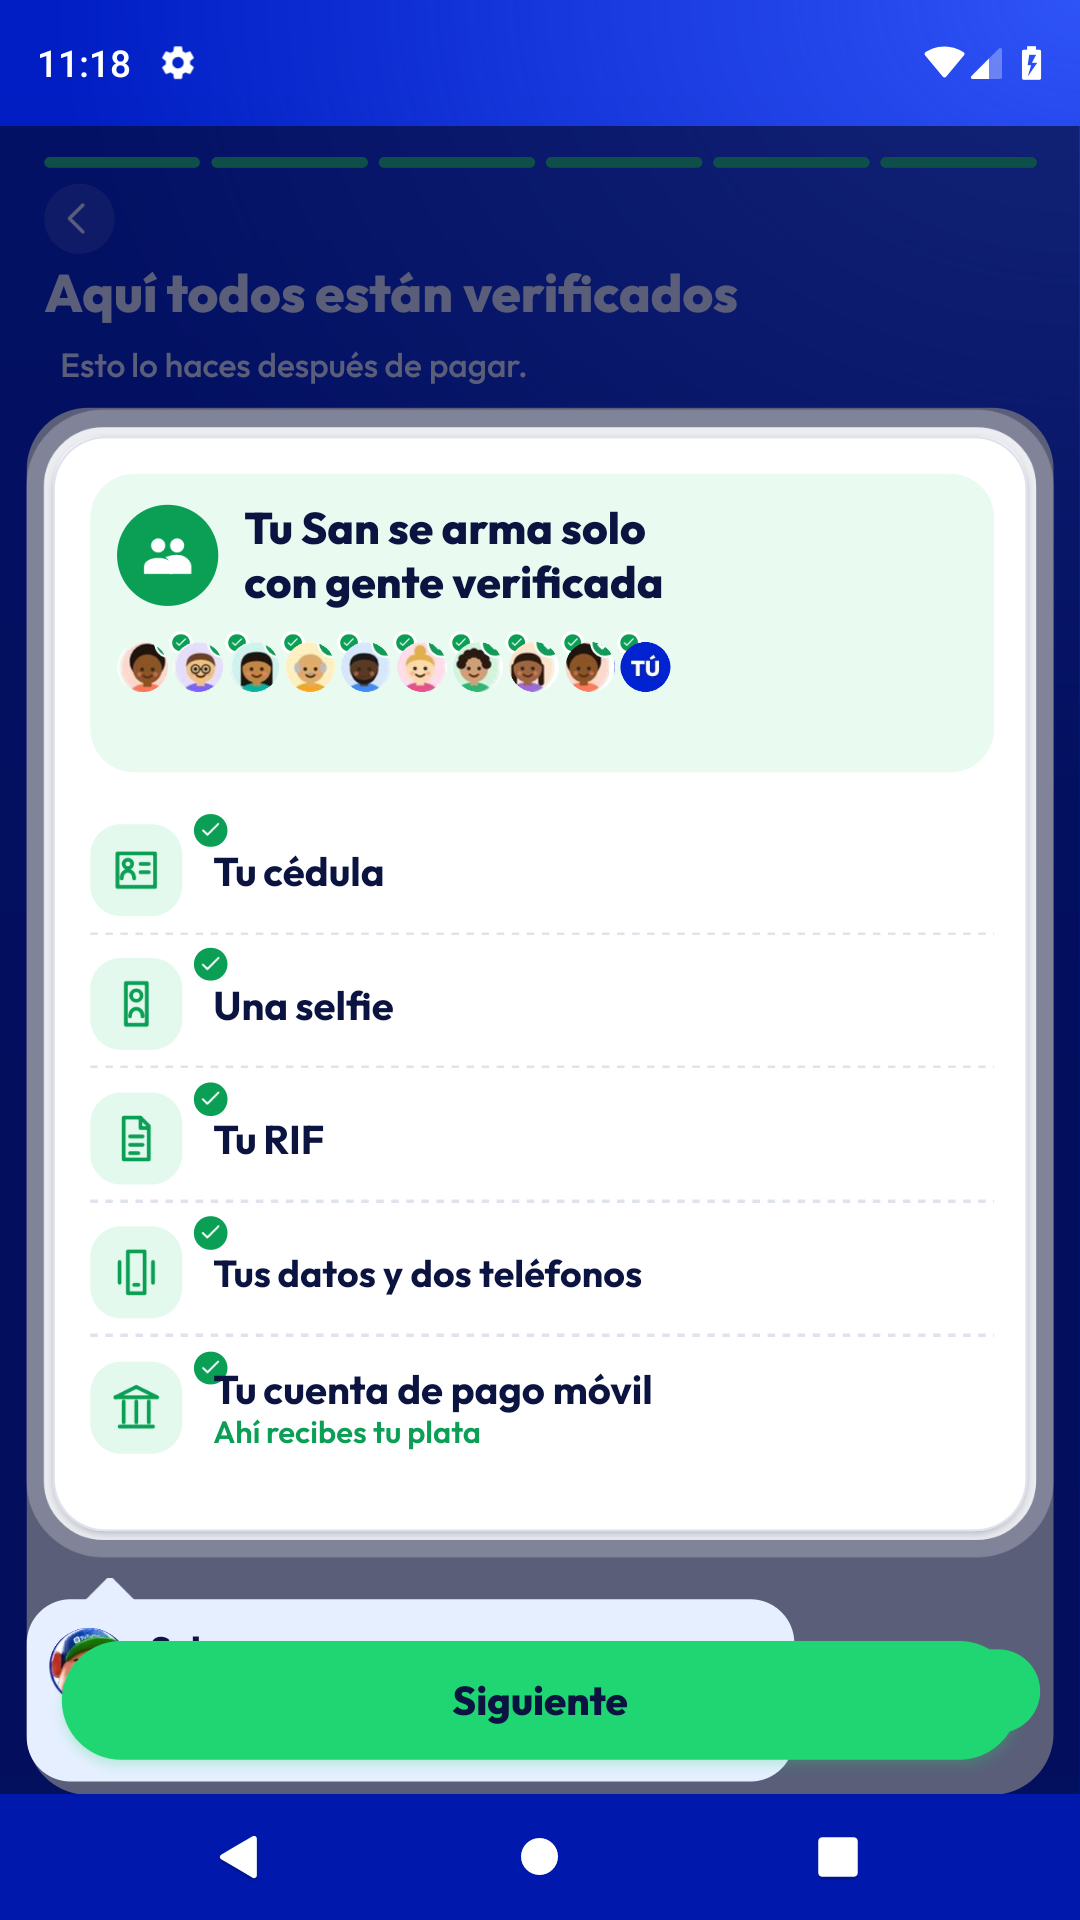 11:18
Aquí todos están verificados
Esto lo haces después de pagar.
Tu San se arma solo
con gente verificada
TÚ
Tu cédula
Una selfie
Tu RIF
Tus datos y dos teléfonos
Tu cuenta de pago móvil
Ahí recibes tu plata
Siguiente